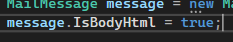 MailMessage message = new Ma
message.IsBodyHtml = true;